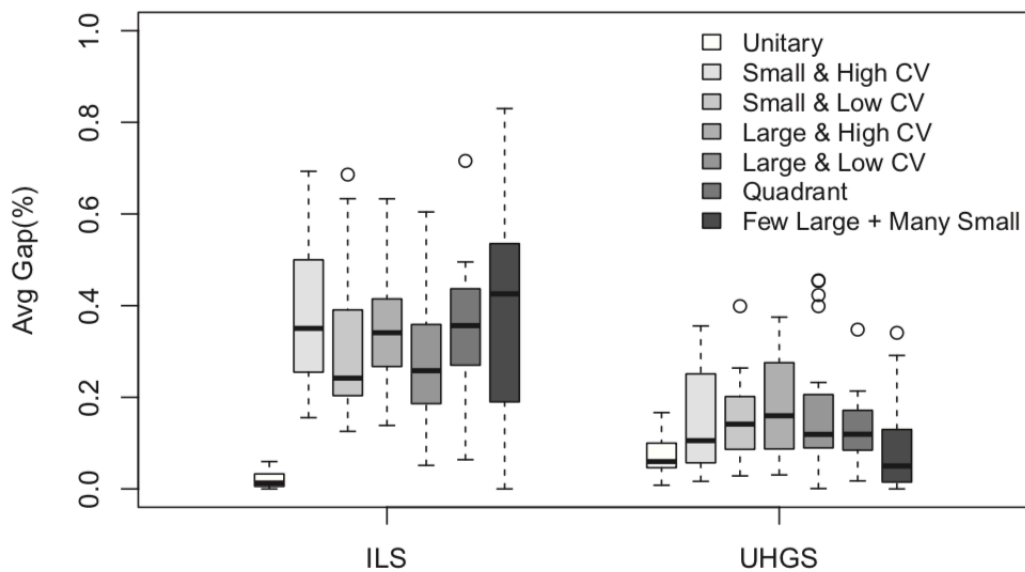 1.0
0.8
0.6
0.4
0.2
0.0
Avg Gap(%)
Unitary
Small & High CV
Small & Low CV
Large & High CV
Large & Low CV
Quadrant
Few Large + Many Small
ILS
UHGS